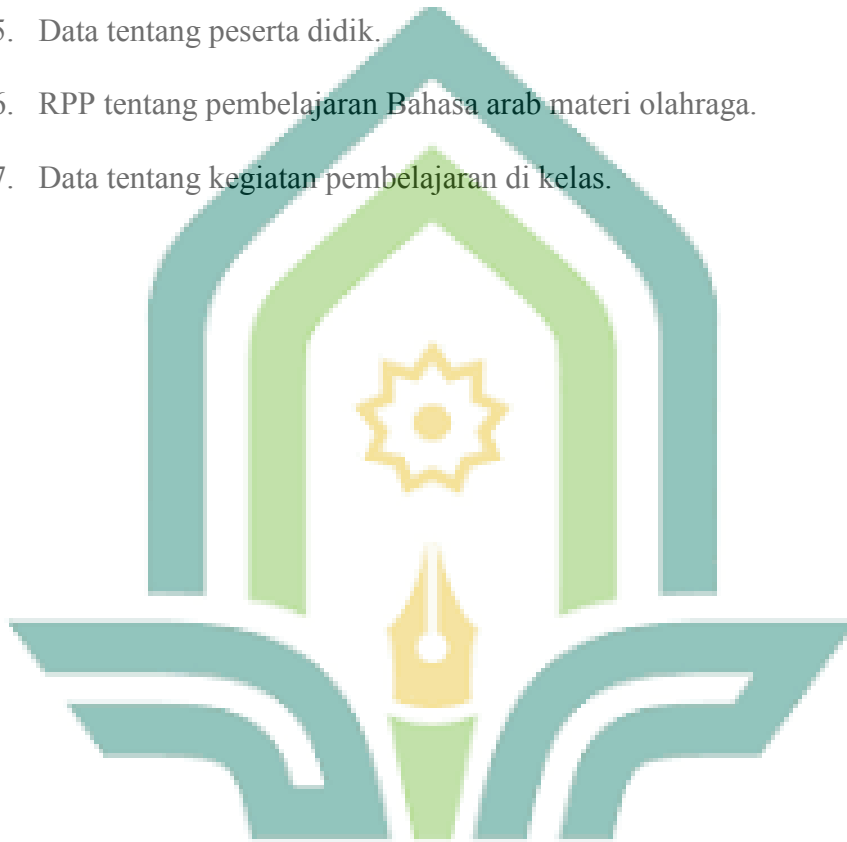 5. Data tentang peserta didik.
6. RPP tentang pembelajaran Bahasa arab materi olahraga.
7. Data tentang kegiatan pembelajaran di kelas.